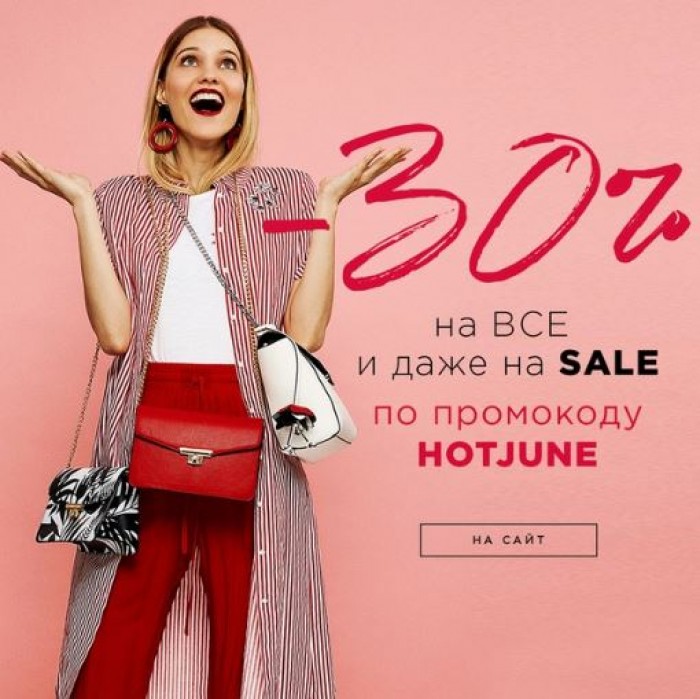 -30%
на ВСЕ
и даже на SALE
по промокоду
HOTJUNE
НА САЙТ